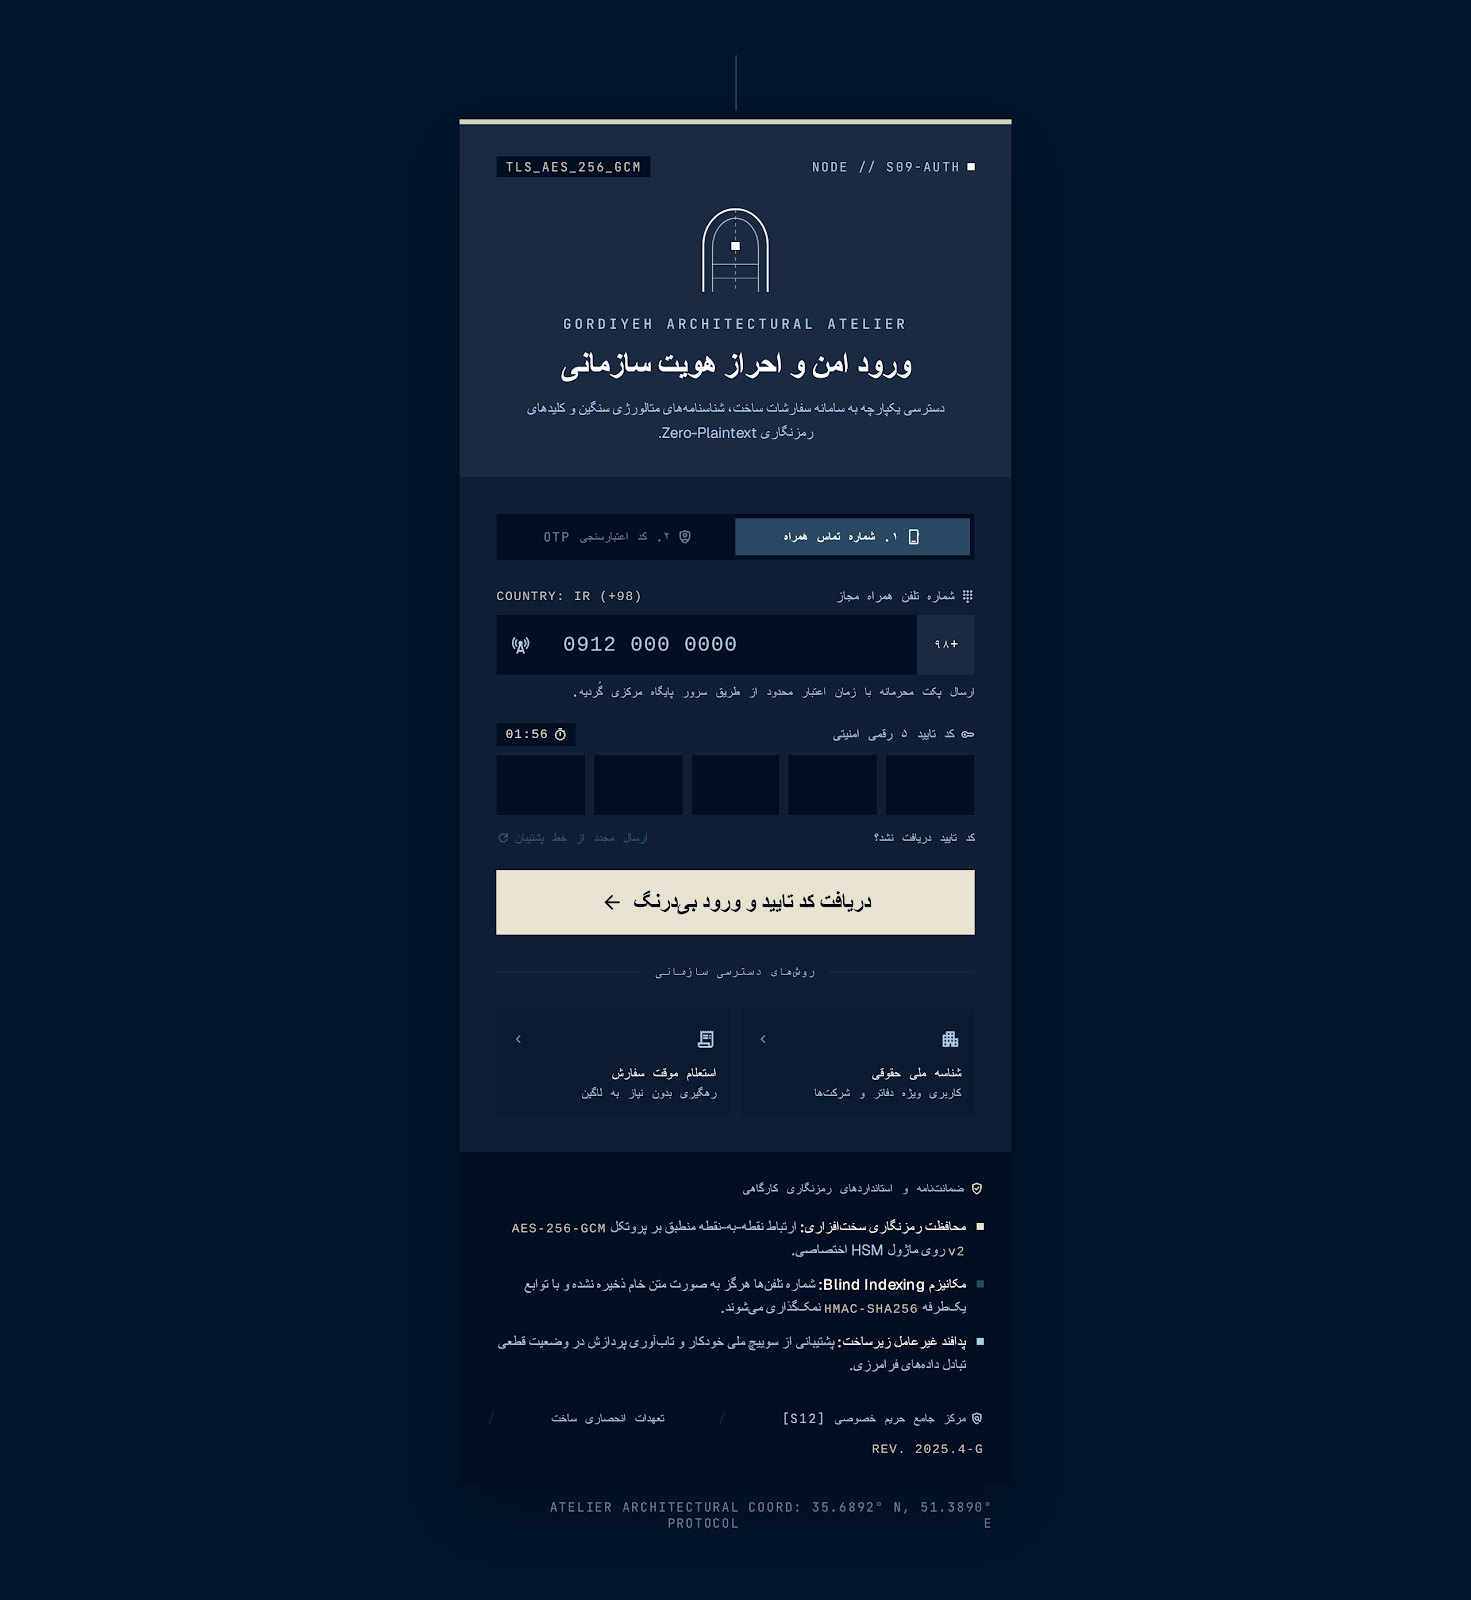 NODE // S09-AUTH
TLS_AES_256_GCM
GORDIYEH ARCHITECTURAL ATELIER
ورود امن و احراز هویت سازمانی
دسترسی یکپارچه به سامانه سفارشات ساخت، شناسنامه‌های متالورژی سنگین و کلیدهای
رمزنگاری Zero-Plaintext.
۱. شماره تماس همراه
۲. کد اعتبارسنجی OTP
شماره تلفن همراه مجاز
COUNTRY: IR (+98)
+۹۸
0912 000 0000
ارسال پکت محرمانه با زمان اعتبار محدود از طریق سرور پایگاه مرکزی گُردیه.
کد تایید ۵ رقمی امنیتی
01:56
کد تایید دریافت نشد؟
ارسال مجدد از خط پشتیبان
دریافت کد تایید و ورود بی‌درنگ ←
روش‌های دسترسی سازمانی
شناسه ملی حقوقی
کاربری ویژه دفاتر و شرکت‌ها
استعلام موقت سفارش
رهگیری بدون نیاز به لاگین
ضمانت‌نامه و استانداردهای رمزنگاری کارگاهی
محافظت رمزنگاری سخت‌افزاری: ارتباط نقطه-به-نقطه منطبق بر پروتکل AES-256-GCM
v2 روی ماژول HSM اختصاصی.
مکانیزم Blind Indexing: شماره تلفن‌ها هرگز به صورت متن خام ذخیره نشده و با توابع
یک‌طرفه HMAC-SHA256 نمک‌گذاری می‌شوند.
پدافند غیرعامل زیرساخت: پشتیبانی از سوییچ ملی خودکار و تاب‌آوری پردازش در وضعیت قطعی
تبادل داده‌های فرامرزی.
مرکز جامع حریم خصوصی [S12]
/
تعهدات انحصاری ساخت
/
REV. 2025.4-G
ATELIER ARCHITECTURAL
PROTOCOL
COORD: 35.6892° N, 51.3890°
E